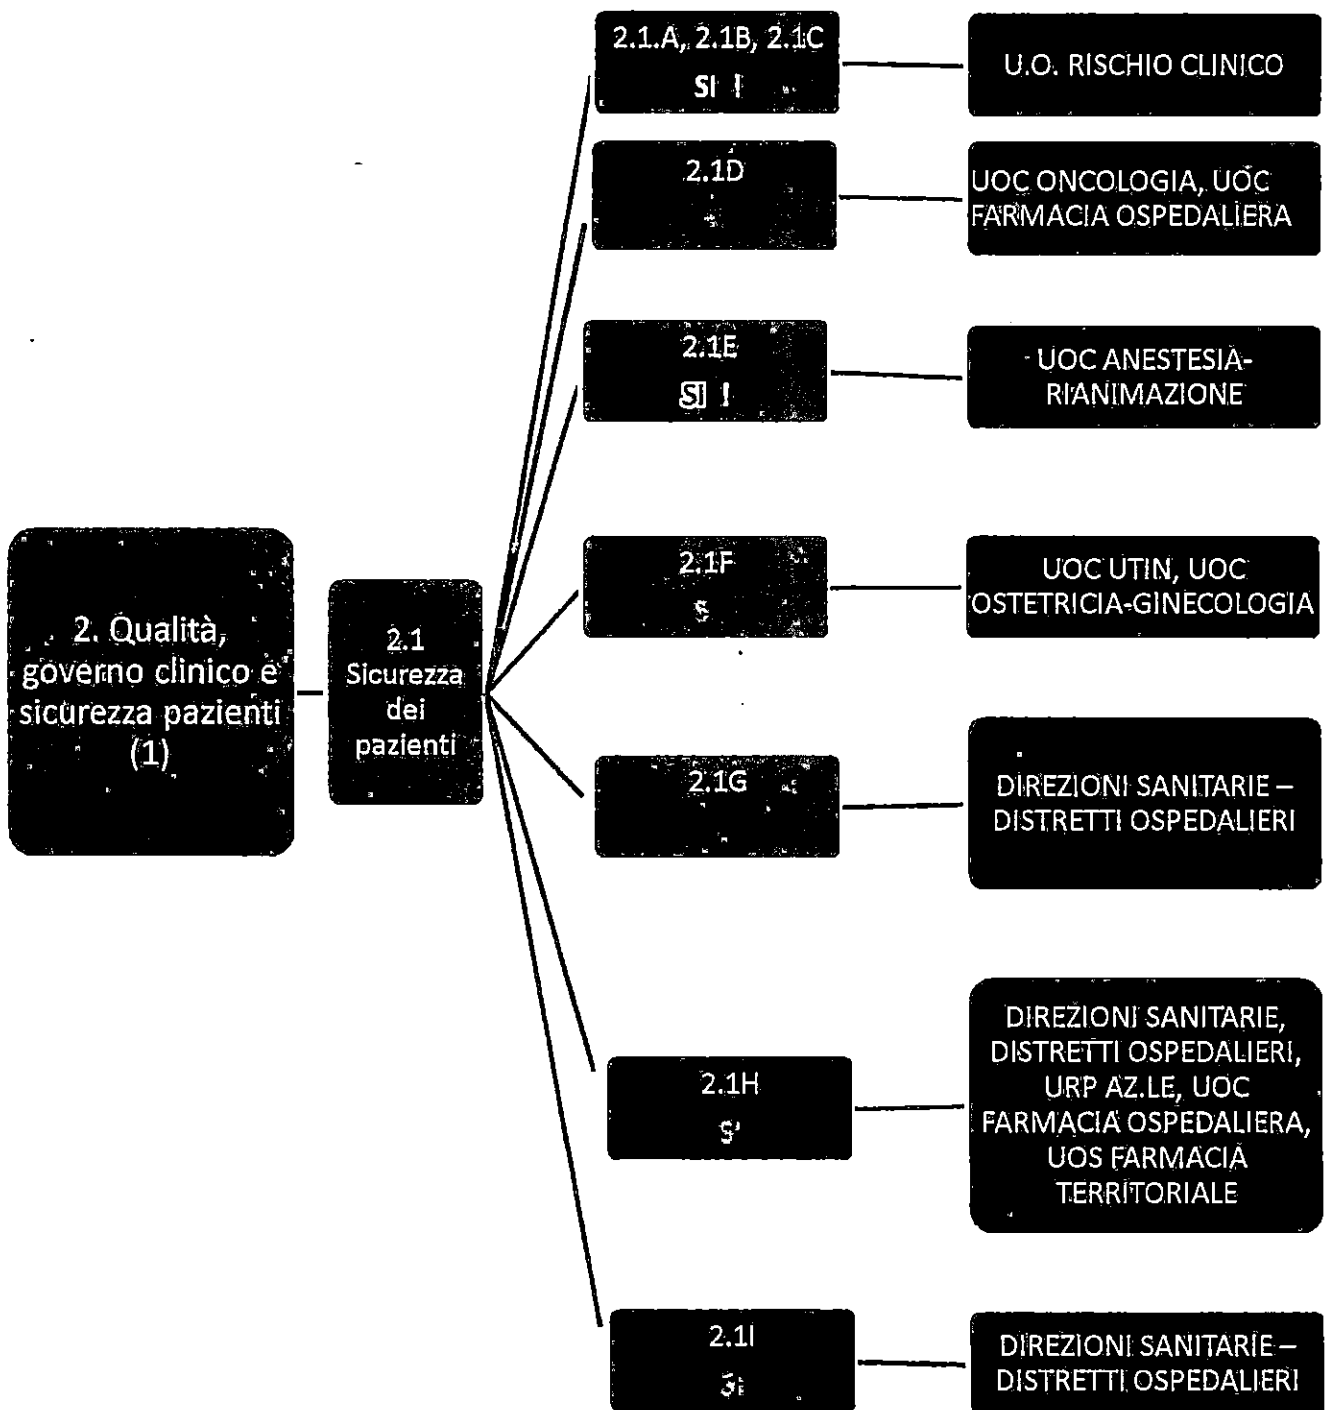 2.1.A, 2.1B, 2.1C
SI
U.O. RISCHIO CLINICO
2.1D
UOC ONCOLOGIA, UOC
FARMACIA OSPEDALIERA
2.1E
SI
UOC ANESTESIA-
RIANIMAZIONE
2.1F
UOC UTIN, UOC
OSTETRICIA-GINECOLOGIA
2. Qualità,
governo clinico e
sicurezza pazienti
(1)
2.1
Sicurezza
dei
pazienti
2.1G
DIREZIONI SANITARIE –
DISTRETTI OSPEDALIERI
2.1H
DIREZIONI SANITARIE,
DISTRETTI OSPEDALIERI,
URP AZ.LE, UOC
FARMACIA OSPEDALIERA,
UOS FARMACIA
TERRITORIALE
2.1I
DIREZIONI SANITARIE –
DISTRETTI OSPEDALIERI